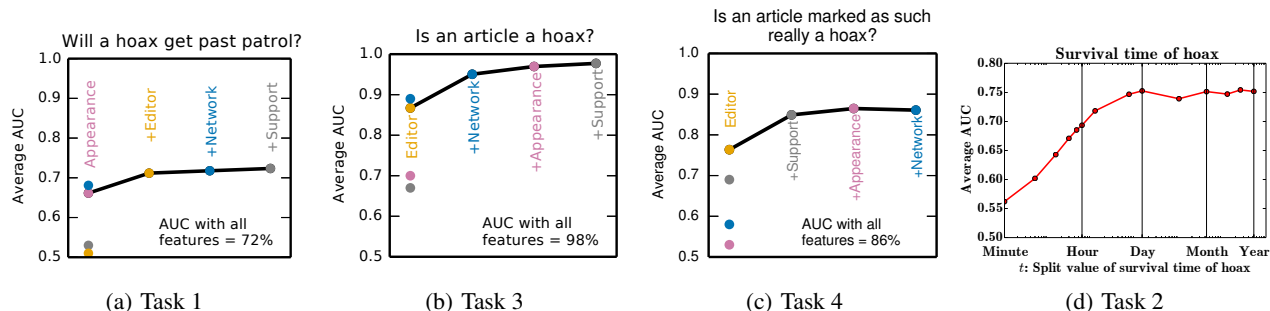 Will a hoax get past patrol?
Average AUC
1.0
0.9
0.8
0.7
0.6
0.5
Appearance
+Editor
+Network
+Support
AUC with all
features = 72%
(a) Task 1
Is an article a hoax?
Average AUC
1.0
0.9
0.8
0.7
0.6
0.5
Editor
+Network
+Appearance
+Support
AUC with all
features = 98%
(b) Task 3
Is an article marked as such
really a hoax?
Average AUC
1.0
0.9
0.8
0.7
0.6
0.5
Editor
+Support
+Appearance
+Network
AUC with all
features = 86%
(c) Task 4
Survival time of hoax
Average AUC
0.80
0.75
0.70
0.65
0.60
0.55
0.50
Minute
Hour
Day
Month
Year
t: Split value of survival time of hoax
(d) Task 2